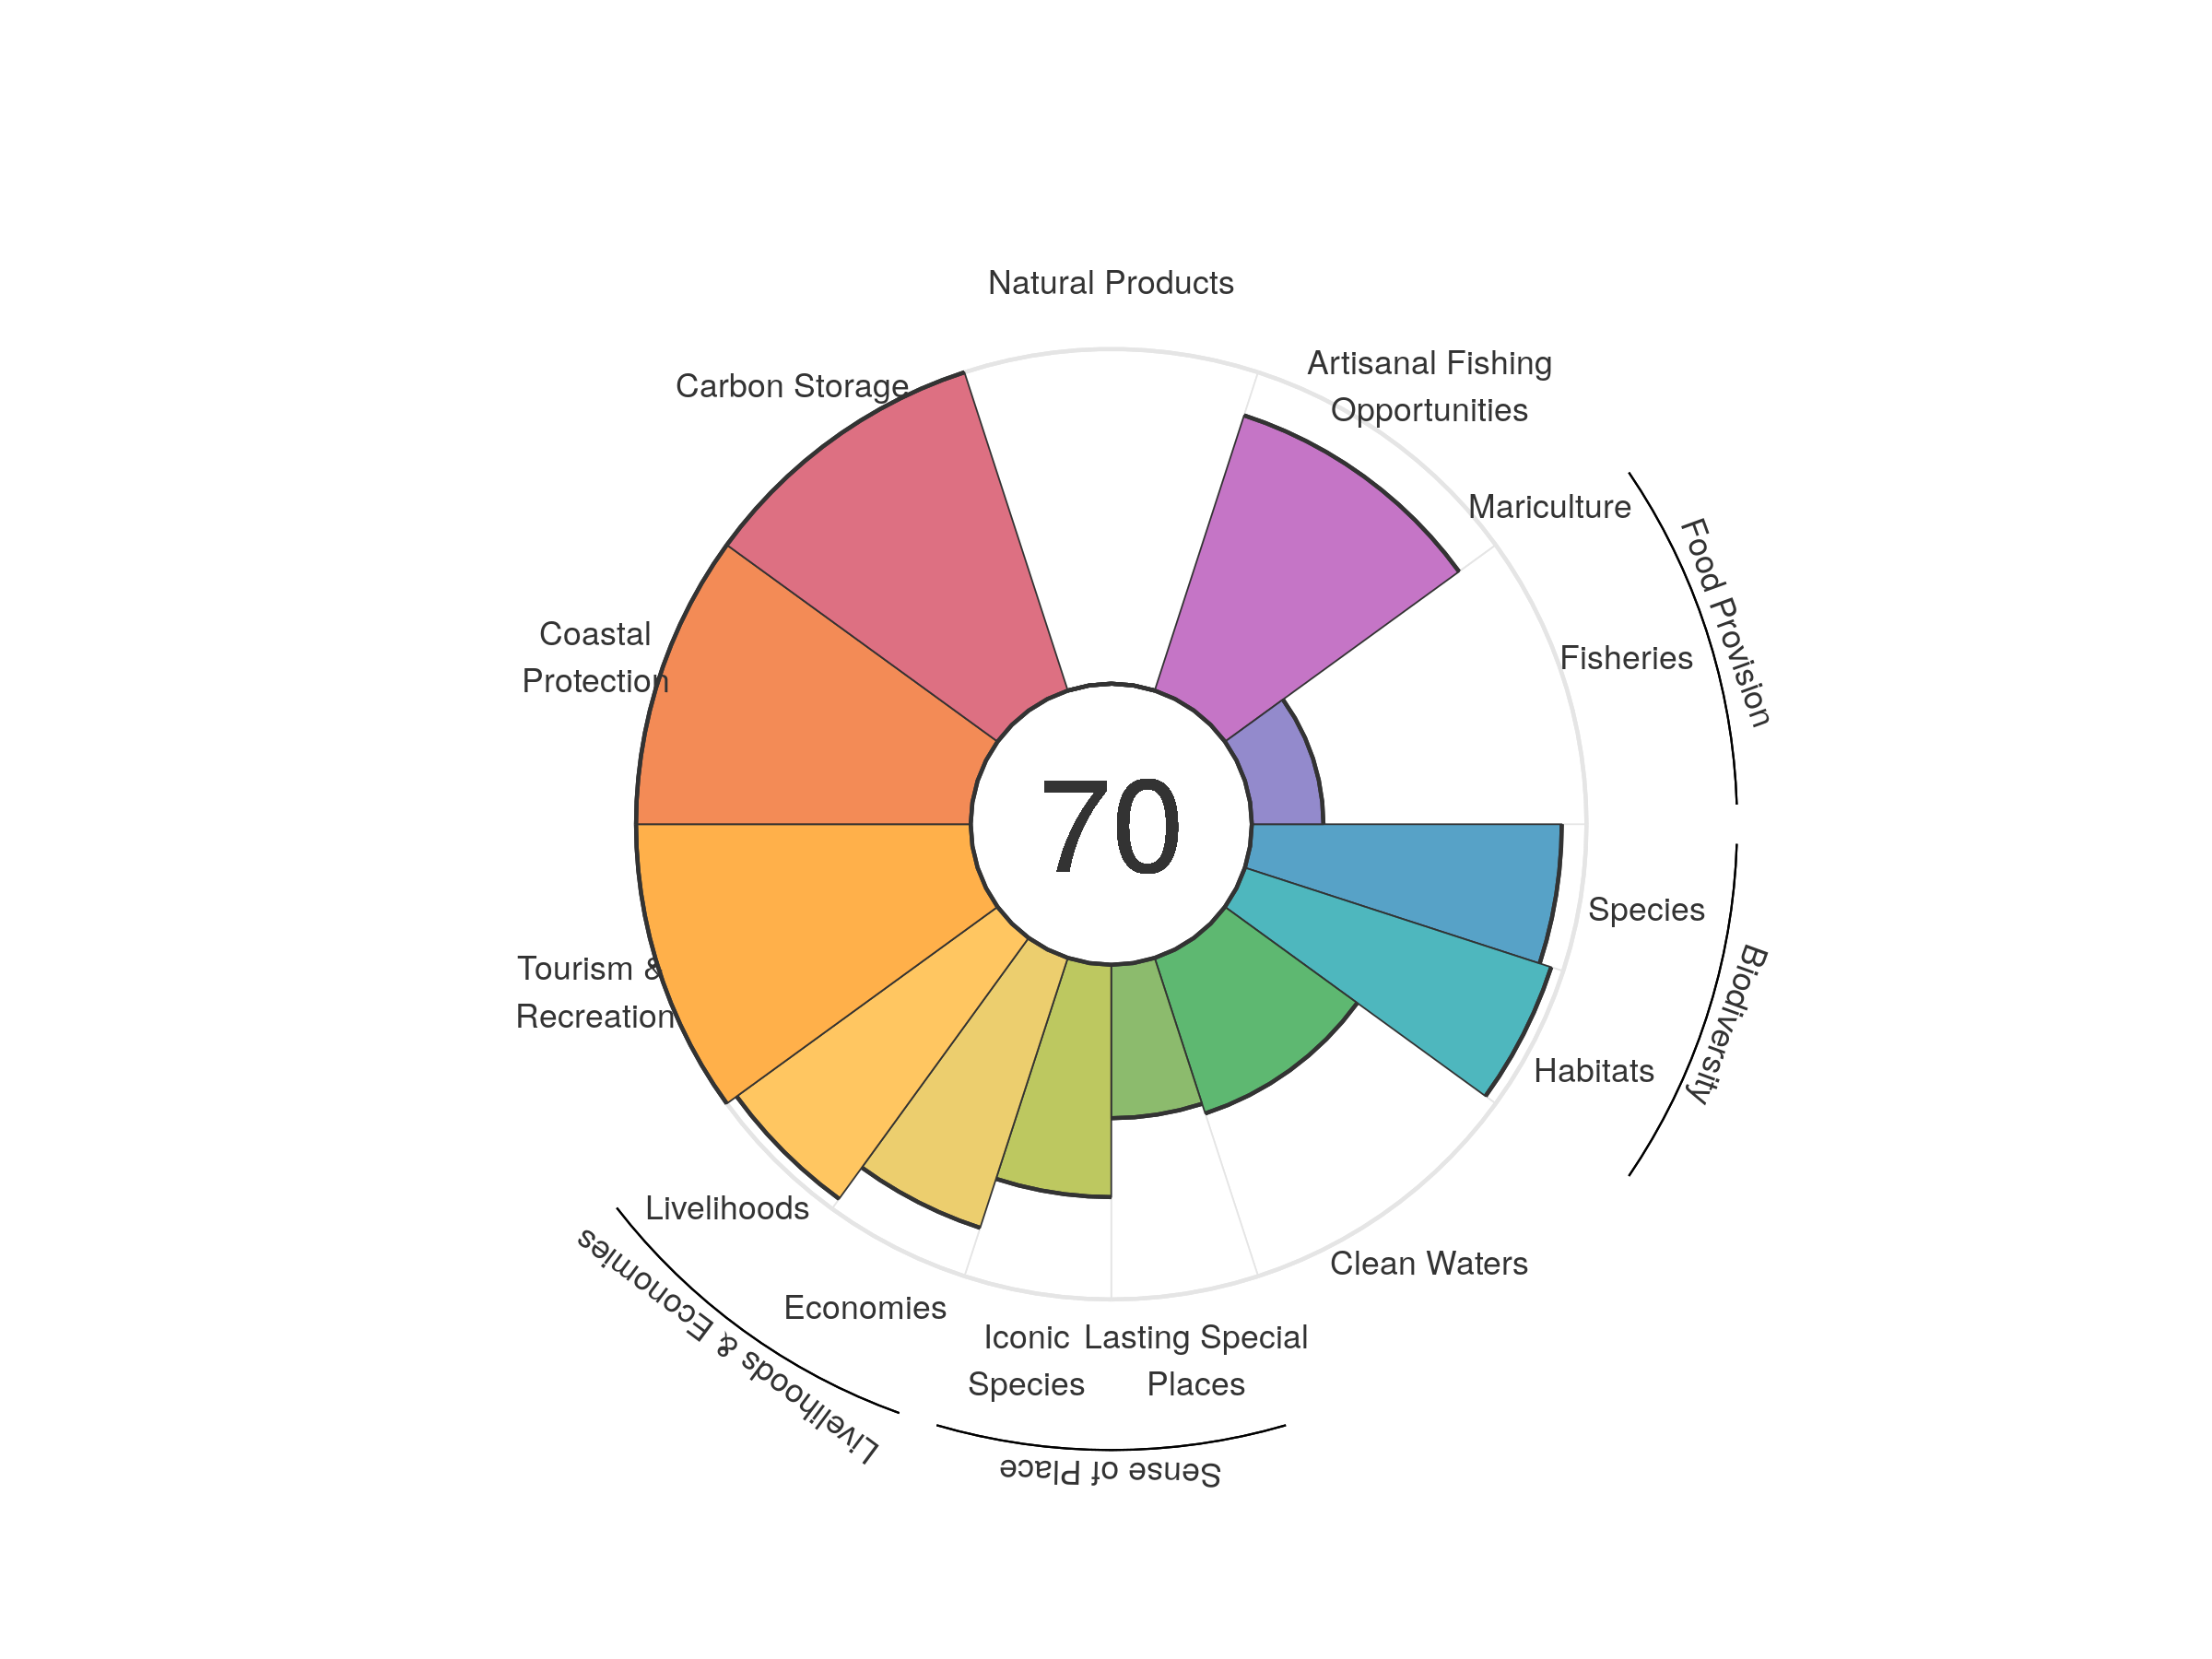 Natural Products
Artisanal Fishing
Opportunities
Carbon Storage
Mariculture
Food Provision
Fisheries
Coastal
Protection
70
Species
Biodiversity
Tourism &
Recreation
Habitats
Livelihoods
Livelihoods & Economies
Clean Waters
Economies
Iconic
Species
Lasting Special
Places
Sense of Place